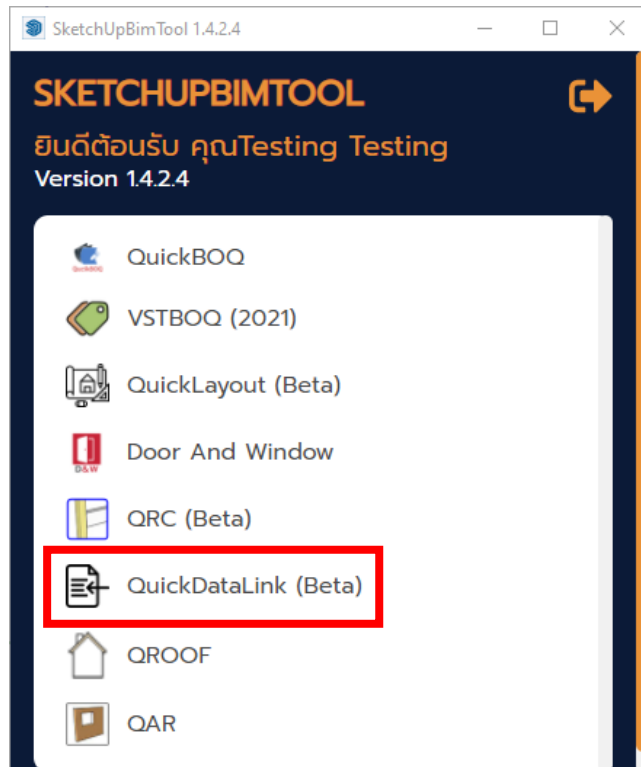 SketchUpBimTool 1.4.2.4
SKETCHUPBIMTOOL
ยินดีต้อนรับ คุณTesting Testing
Version 1.4.2.4
QuickBOQ
QuickBOQ
VSTBOQ (2021)
QuickLayout (Beta)
Door And Window
D&W
QRC (Beta)
QuickDataLink (Beta)
QROOF
QAR